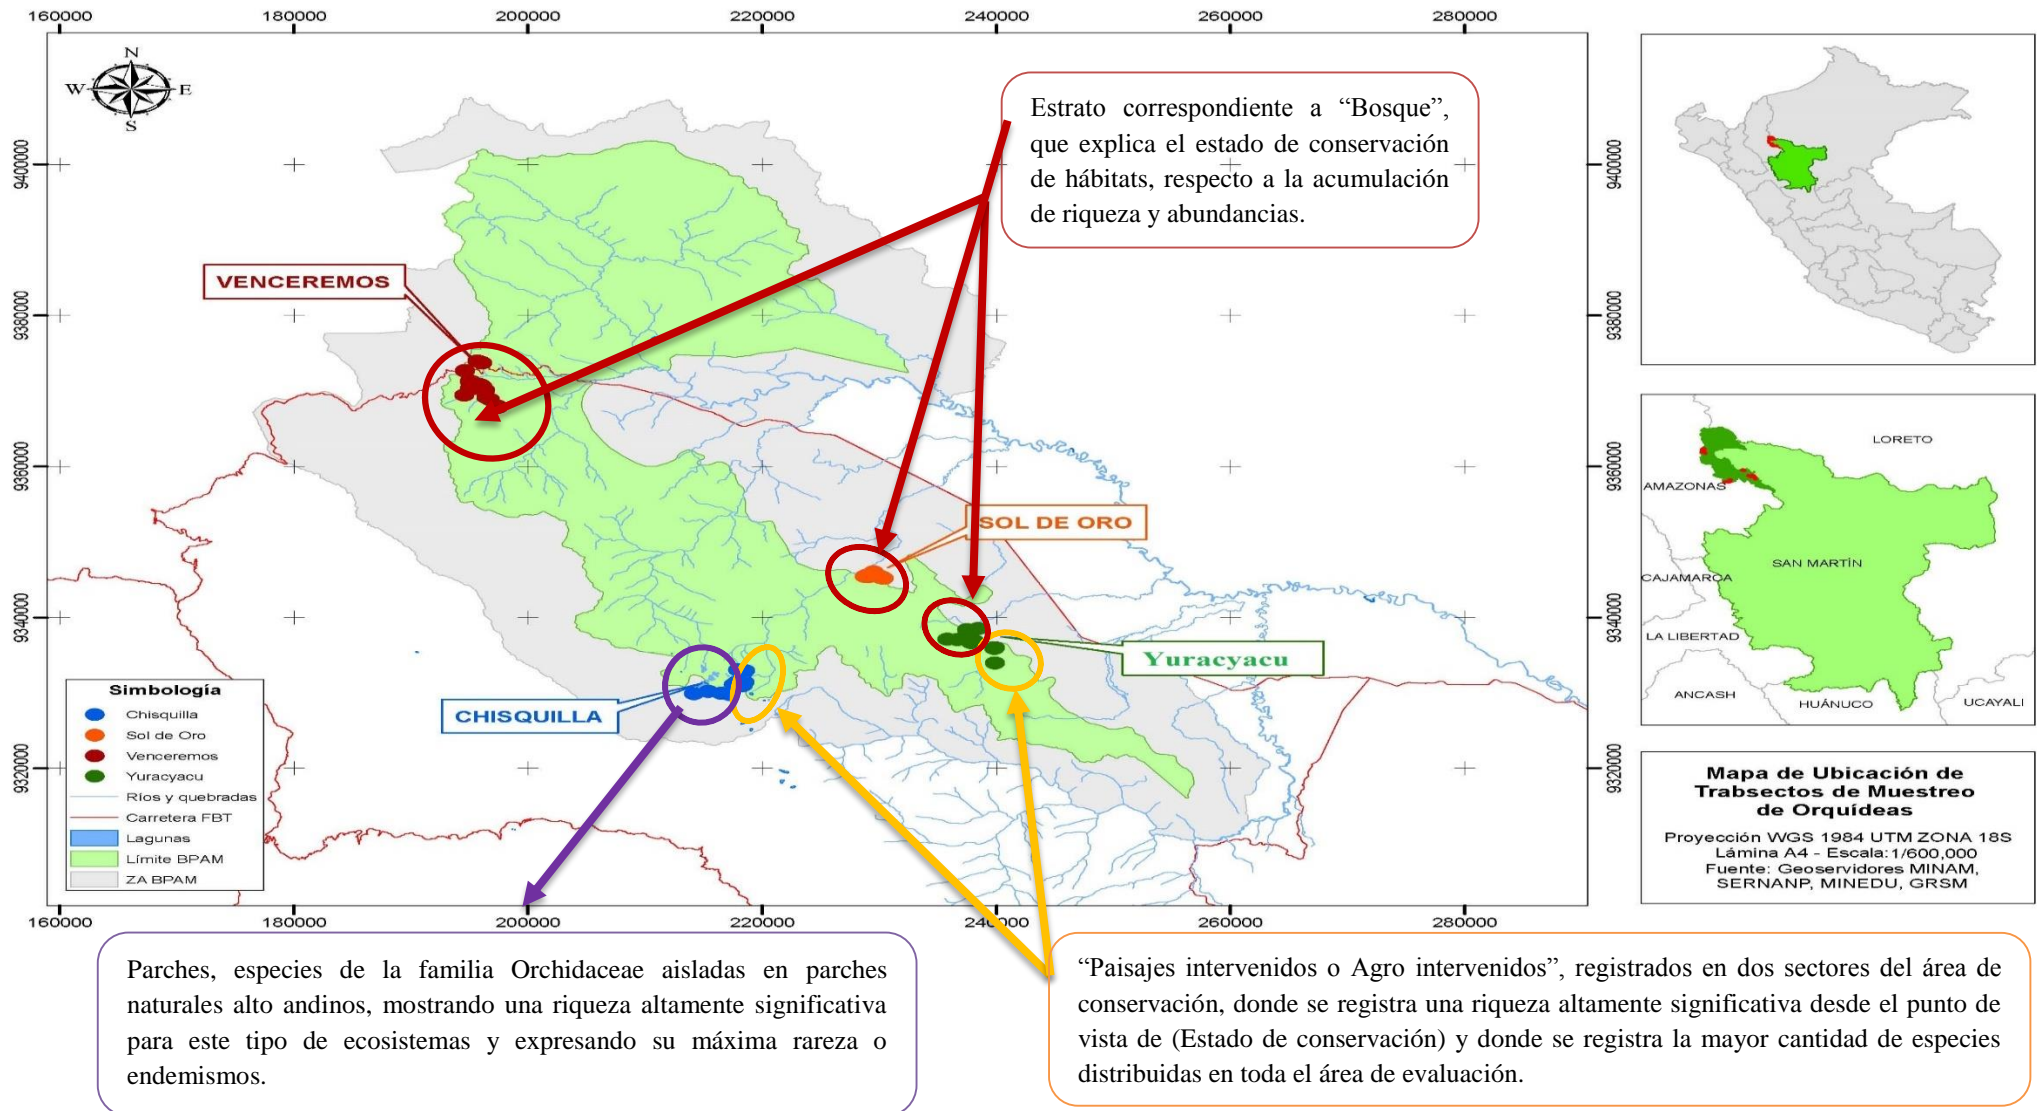 160000 180000 200000 220000 240000 260000 280000
N
W E
S
9400000 9400000
9380000 9380000
9360000 9360000
9340000 9340000
9320000 9320000
Estrato correspondiente a “Bosque”,
que explica el estado de conservación
de hábitats, respecto a la acumulación
de riqueza y abundancias.
VENCEREMOS
SOL DE ORO
Yuracyacu
CHISQUILLA
Simbología
Chisquilla
Sol de Oro
Venceremos
Yuracyacu
Ríos y quebradas
Carretera FBT
Lagunas
Límite BPAM
ZA BPAM
160000 180000 200000 220000 240000 260000 280000
LORETO
AMAZONAS
SAN MARTÍN
CAJAMARCA
LA LIBERTAD
ANCASH
HUÁNUCO
UCAYALI
Mapa de Ubicación de
Trabsectos de Muestreo
de Orquídeas
Proyección WGS 1984 UTM ZONA 18S
Lámina A4 - Escala: 1/600,000
Fuente: Geoservidores MINAM,
SERNANP, MINEDU, GRSM
Parches, especies de la familia Orchidaceae aisladas en parches
naturales alto andinos, mostrando una riqueza altamente significativa
para este tipo de ecosistemas y expresando su máxima rareza o
endemismos.
“Paisajes intervenidos o Agro intervenidos”, registrados en dos sectores del área de
conservación, donde se registra una riqueza altamente significativa desde el punto de
vista de (Estado de conservación) y donde se registra la mayor cantidad de especies
distribuidas en toda el área de evaluación.